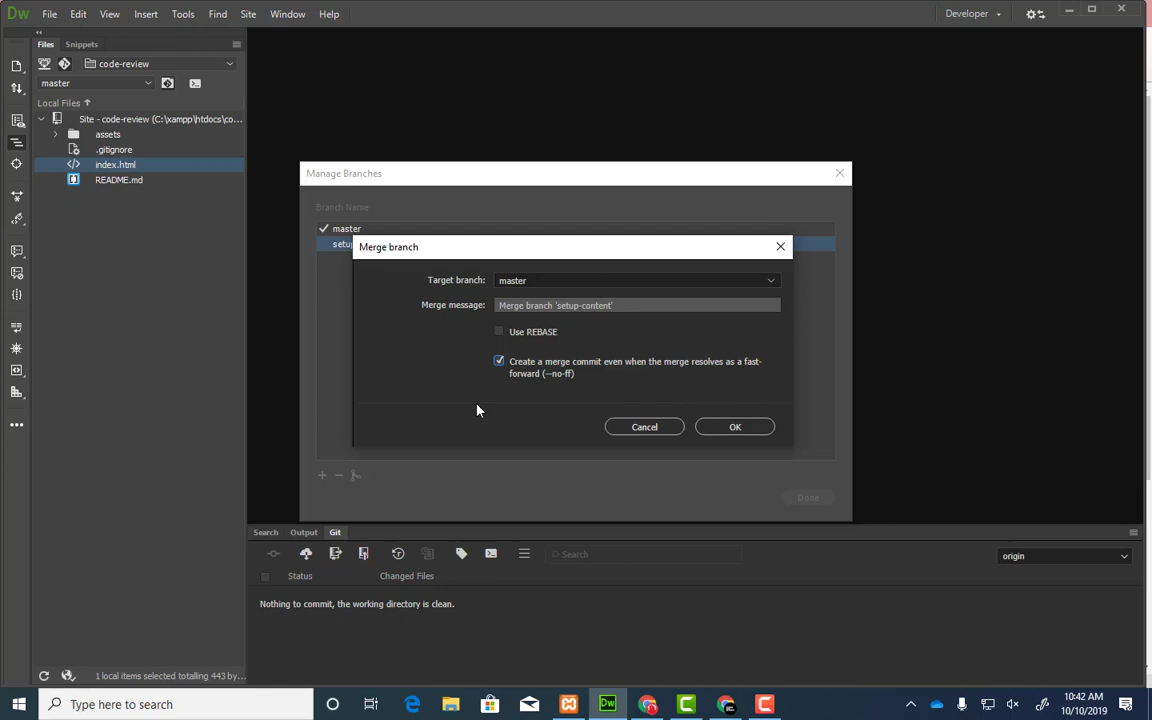 Dw File Edit View Insert Tools Find Site Window Help Developer
Files Snippets
code-review
master
Local Files
Site - code-review (C:\xampp\htdocs\co...
assets
.gitignore
index.html
README.md
Manage Branches
Branch Name
master
setup
Merge branch
Target branch: master
Merge message: Merge branch 'setup-content'
Use REBASE
Create a merge commit even when the merge resolves as a fast-
forward (--no-ff)
Cancel OK
Done
Search Output Git
Search origin
Status Changed Files
Nothing to commit, the working directory is clean.
1 local items selected totalling 443 by...
Type here to search
Dw
10:42 AM
10/10/2019